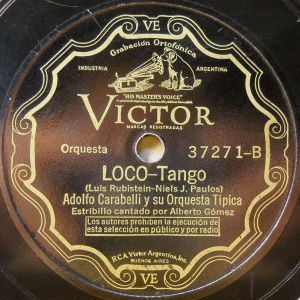 VE
Grabación Ortofónica
INDUSTRIA ARGENTINA
"HIS MASTER'S VOICE"
VICTOR
MARCAS REGISTRADAS
Orquesta 37271-B
LOCO-Tango
(Luis Rubistein-Niels J. Paulos)
Adolfo Carabelli y su Orquesta Típica
Estribillo cantado por Alberto Gómez
Los autores prohiben la ejecución de
esta selección en público y por radio
R.C.A. Victor Argentina, Inc.
BUENOS AIRES
VE